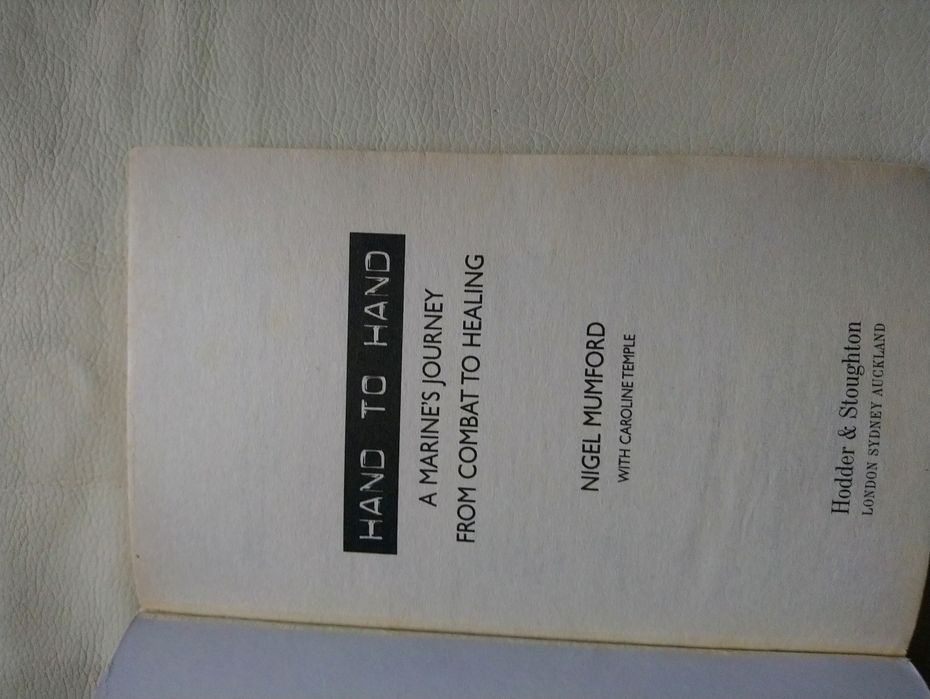 HAND TO HAND
A MARINE'S JOURNEY
FROM COMBAT TO HEALING
NIGEL MUMFORD
WITH CAROLINE TEMPLE
Hodder & Stoughton
LONDON SYDNEY AUCKLAND